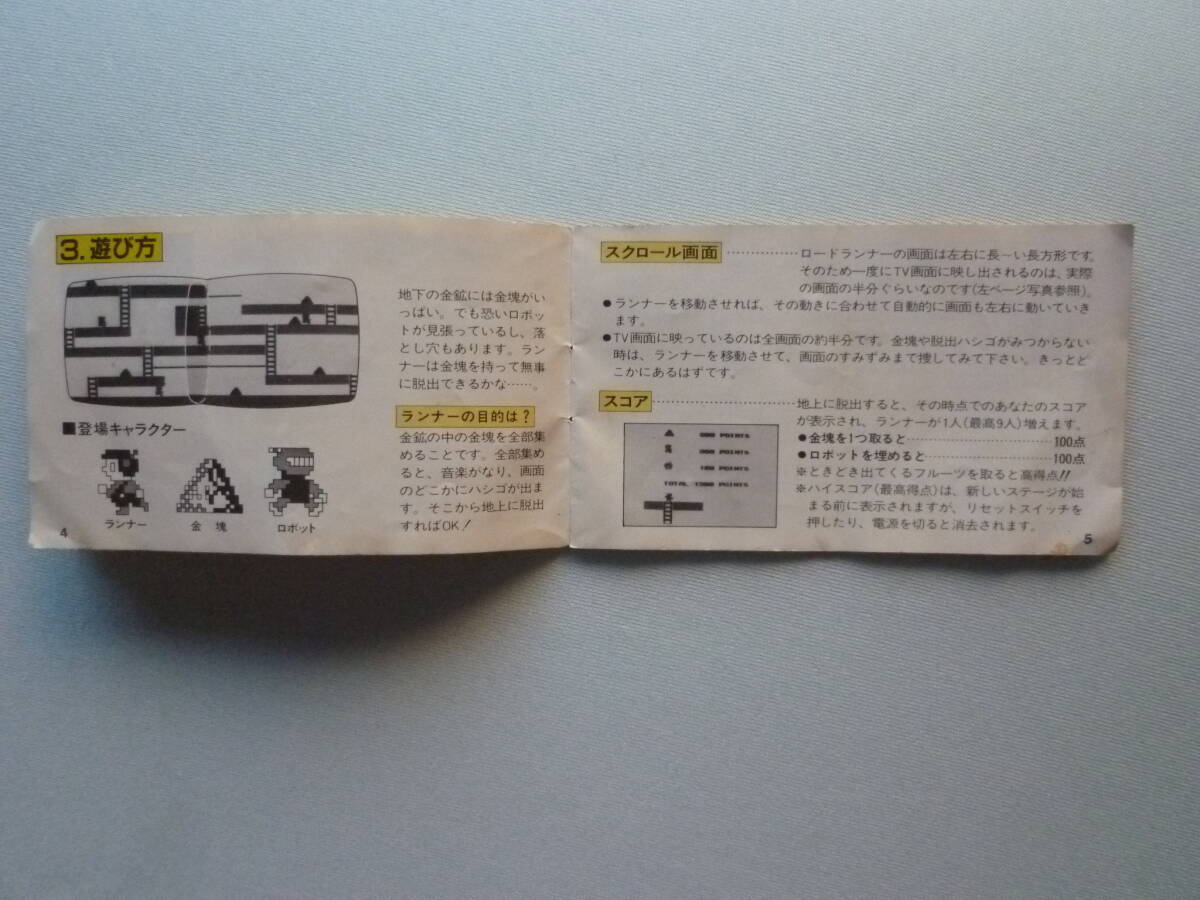 3.遊び方
地下の金鉱には金塊がい
っぱい。でも恐いロボッ
トが見張っているし、落
とし穴もあります。ラン
ナーは金塊を持って無事
に脱出できるかな……。
ランナーの目的は?
金鉱の中の金塊を全部集
めることです。全部集め
ると、音楽がなり、画面
のどこかにハシゴが出ま
す。そこから地上に脱出
すればOK!
■登場キャラクター
ランナー
金塊
ロボット
4
スクロール画面 ……………ロードランナーの画面は左右に長〜い長方形です。
そのため一度にTV画面に映し出されるのは、実際
の画面の半分ぐらいなのです(左ページ写真参照)。
●ランナーを移動させれば、その動きに合わせて自動的に画面も左右に動いていき
ます。
●TV画面に映っているのは全画面の約半分です。金塊や脱出ハシゴがみつからない
時は、ランナーを移動させて、画面のすみずみまで捜してみて下さい。きっとど
こかにあるはずです。
スコア ……………………地上に脱出すると、その時点でのあなたのスコア
が表示され、ランナーが1人(最高9人)増えます。
●金塊を1つ取ると……………………100点
●ロボットを埋めると…………………100点
※ときどき出てくるフルーツを取ると高得点!!
※ハイスコア(最高得点)は、新しいステージが始
まる前に表示されますが、リセットスイッチを
押したり、電源を切ると消去されます。
POINTS
POINTS
100 POINTS
TOTAL POINTS
5